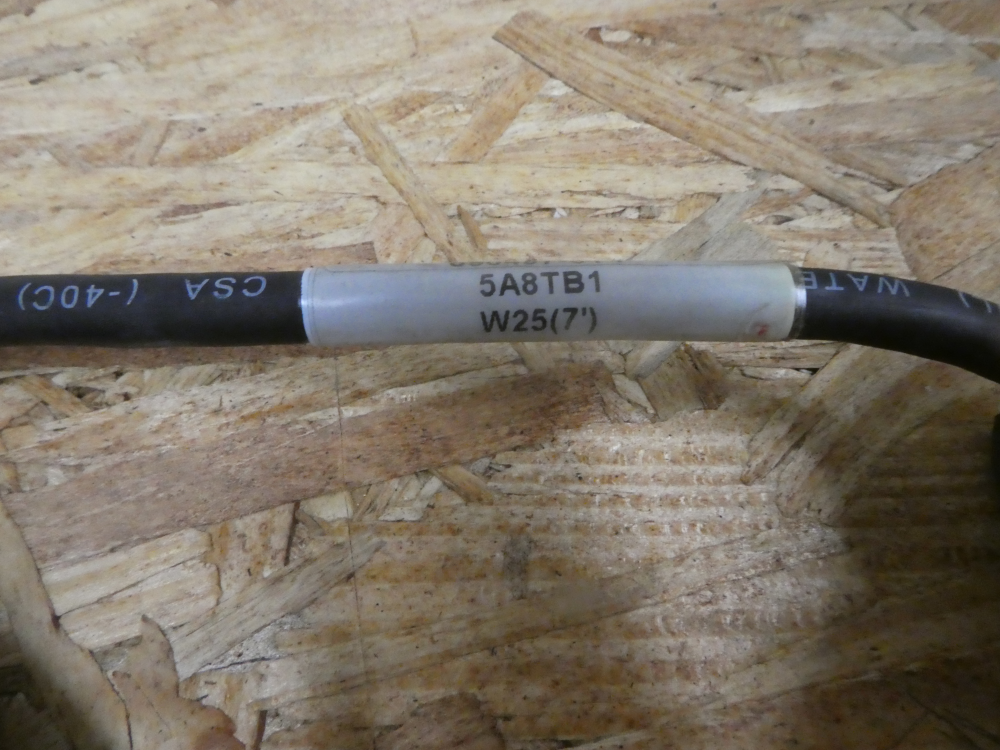 5A8TB1
W25(7')
CSA (-40C)
WATE